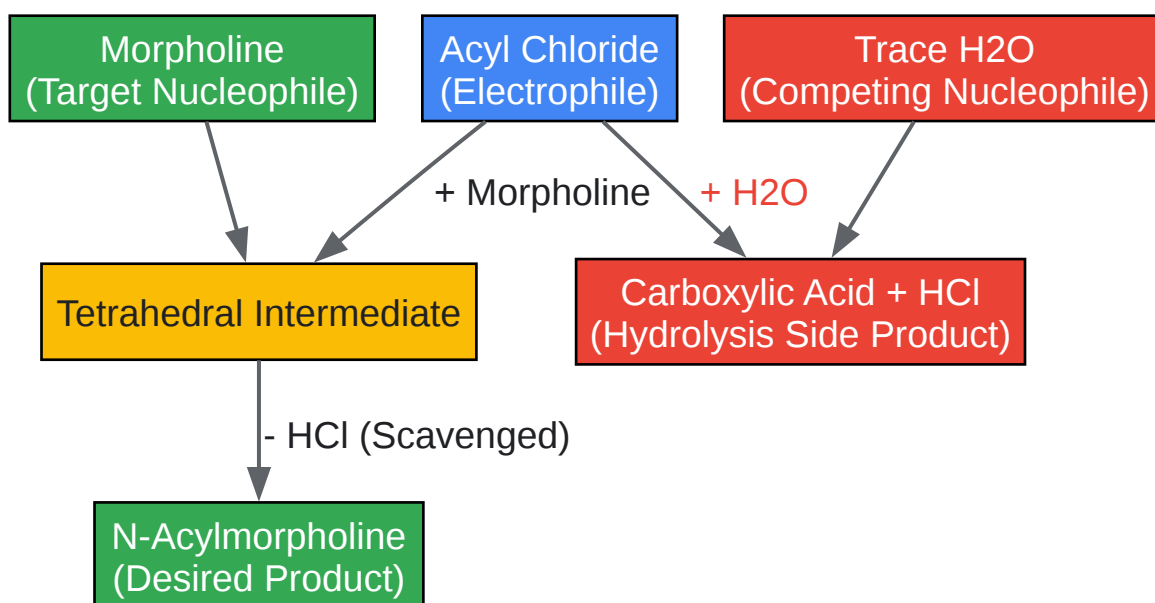 Morpholine
(Target Nucleophile)
Acyl Chloride
(Electrophile)
Trace H2O
(Competing Nucleophile)
+ Morpholine
+ H2O
Tetrahedral Intermediate
Carboxylic Acid + HCl
(Hydrolysis Side Product)
- HCl (Scavenged)
N-Acylmorpholine
(Desired Product)